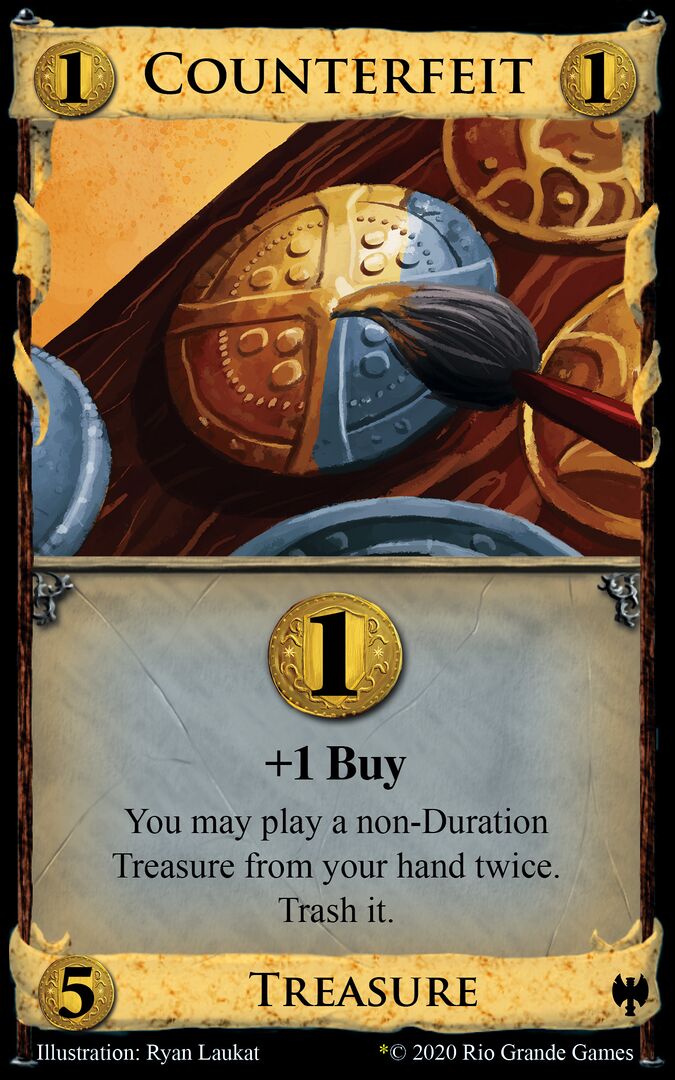 1 COUNTERFEIT 1
1
+1 Buy
You may play a non-Duration
Treasure from your hand twice.
Trash it.
5 TREASURE
Illustration: Ryan Laukat *© 2020 Rio Grande Games